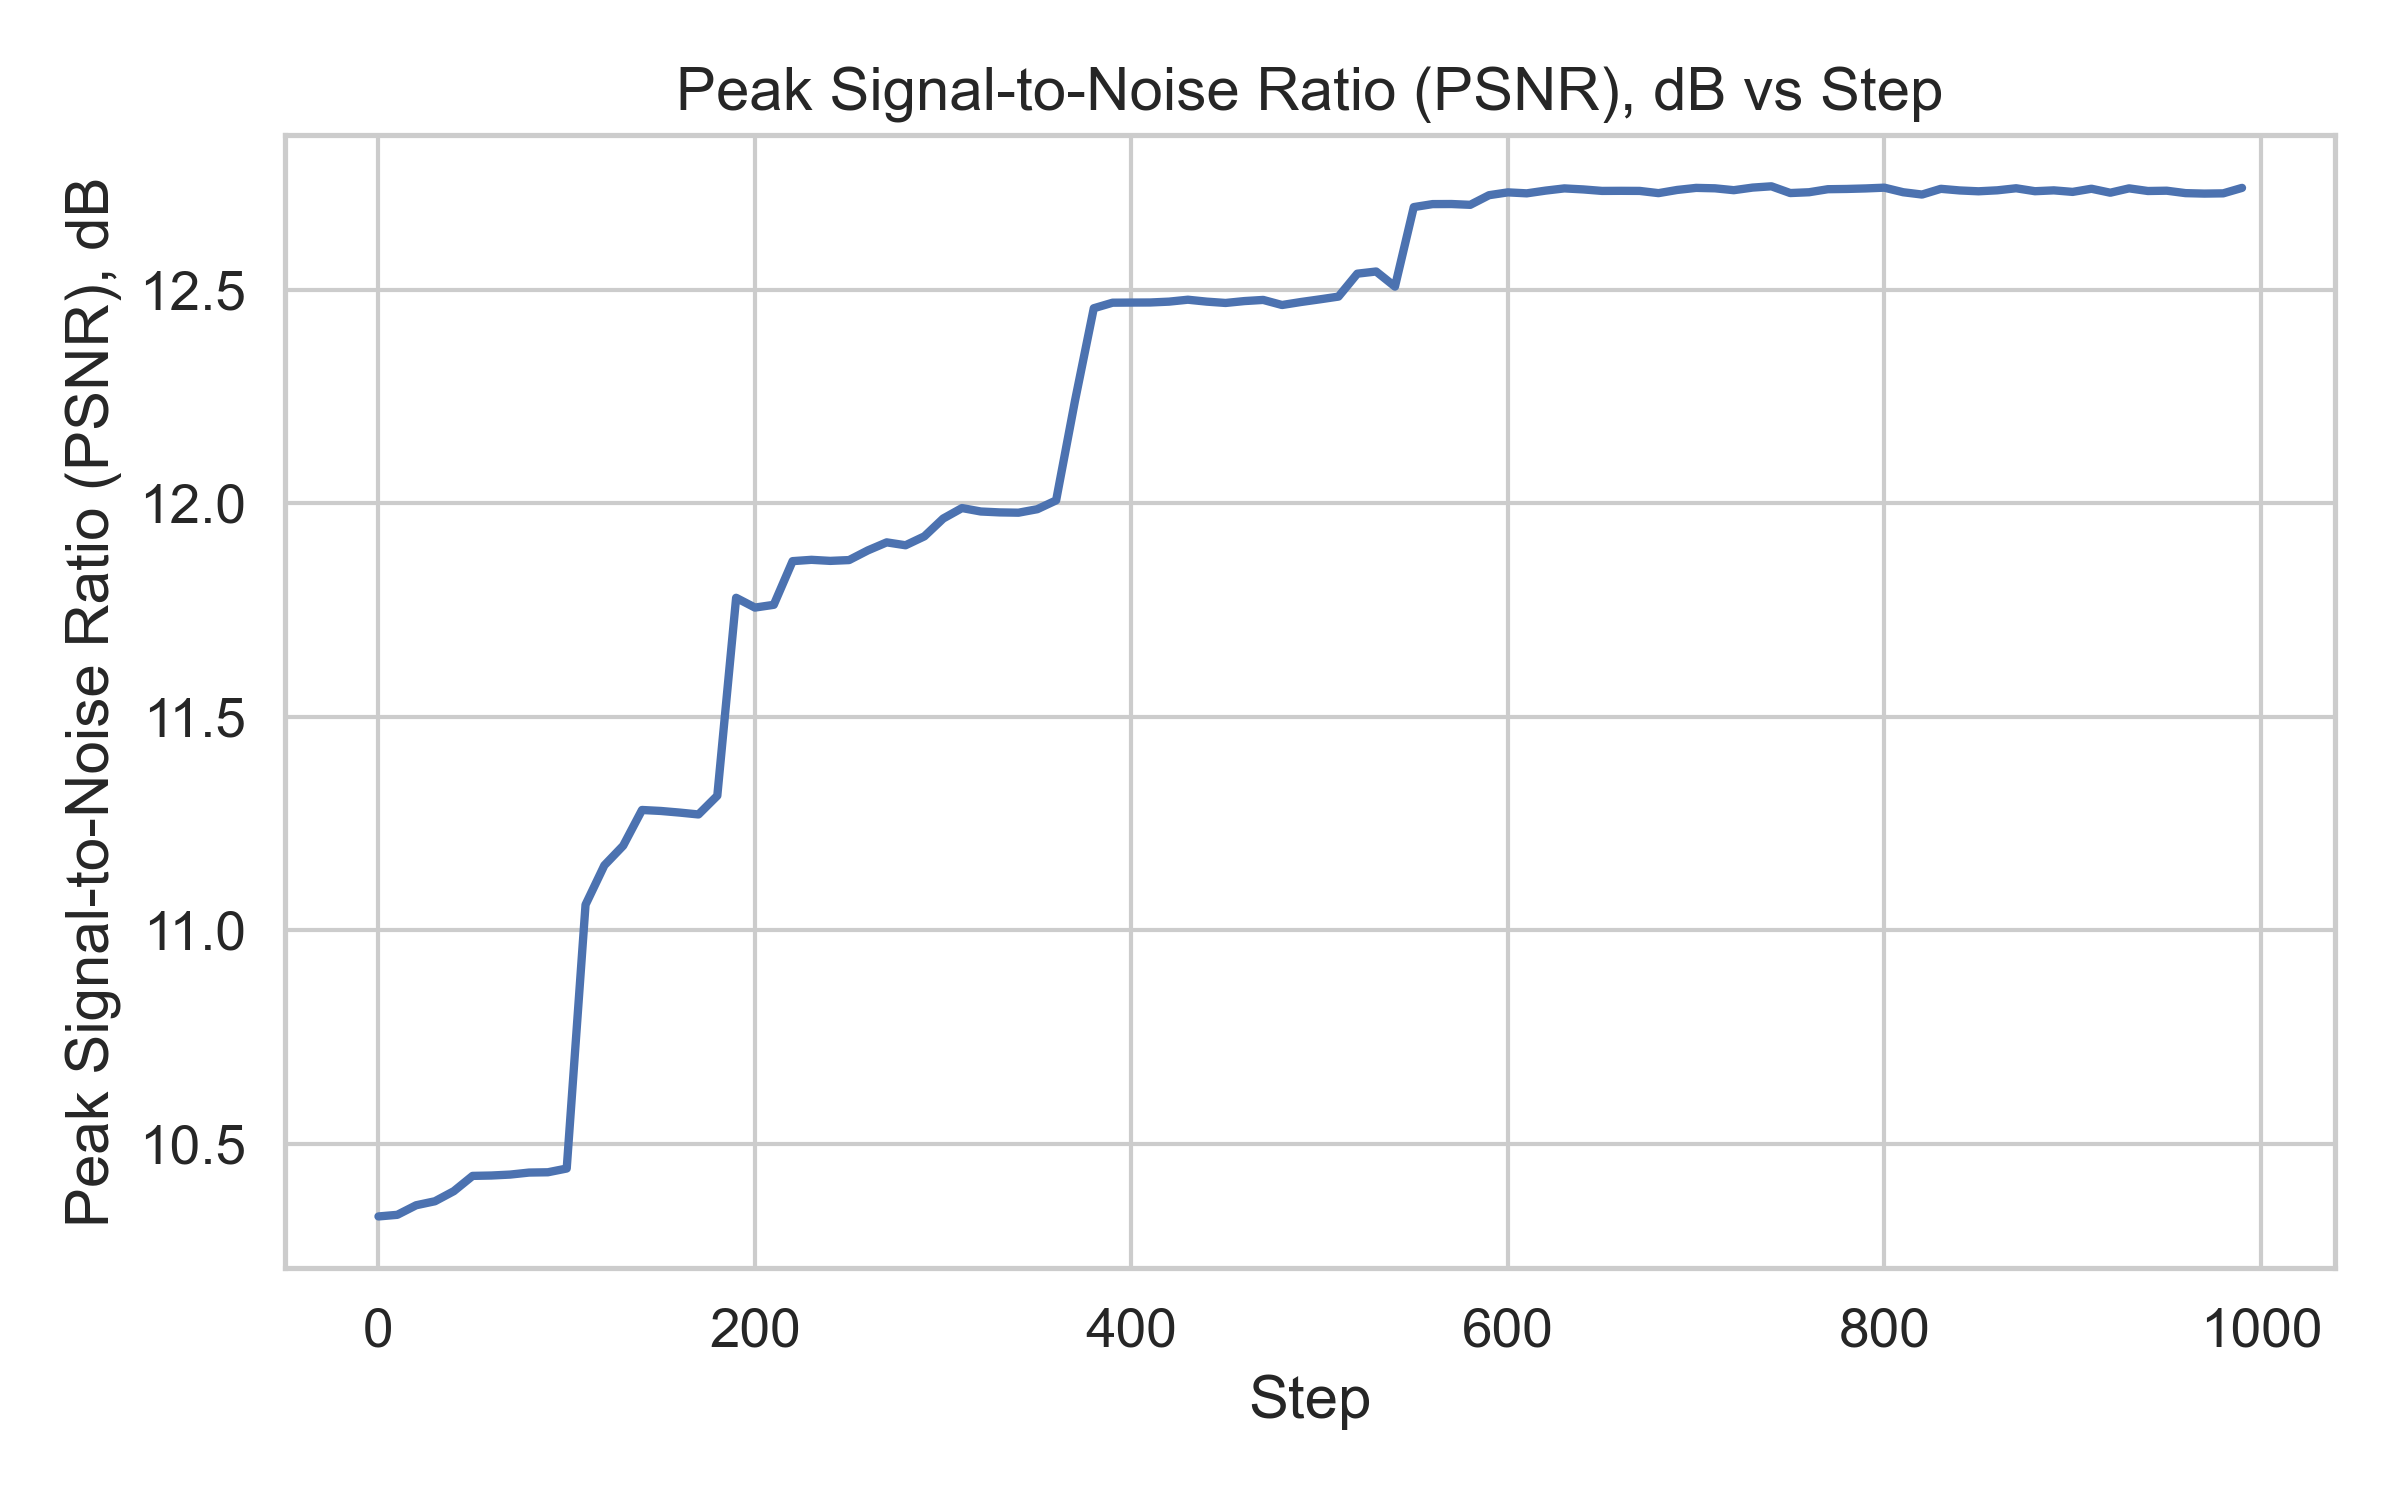 Peak Signal-to-Noise Ratio (PSNR), dB vs Step
Peak Signal-to-Noise Ratio (PSNR), dB
12.5
12.0
11.5
11.0
10.5
0 200 400 600 800 1000
Step